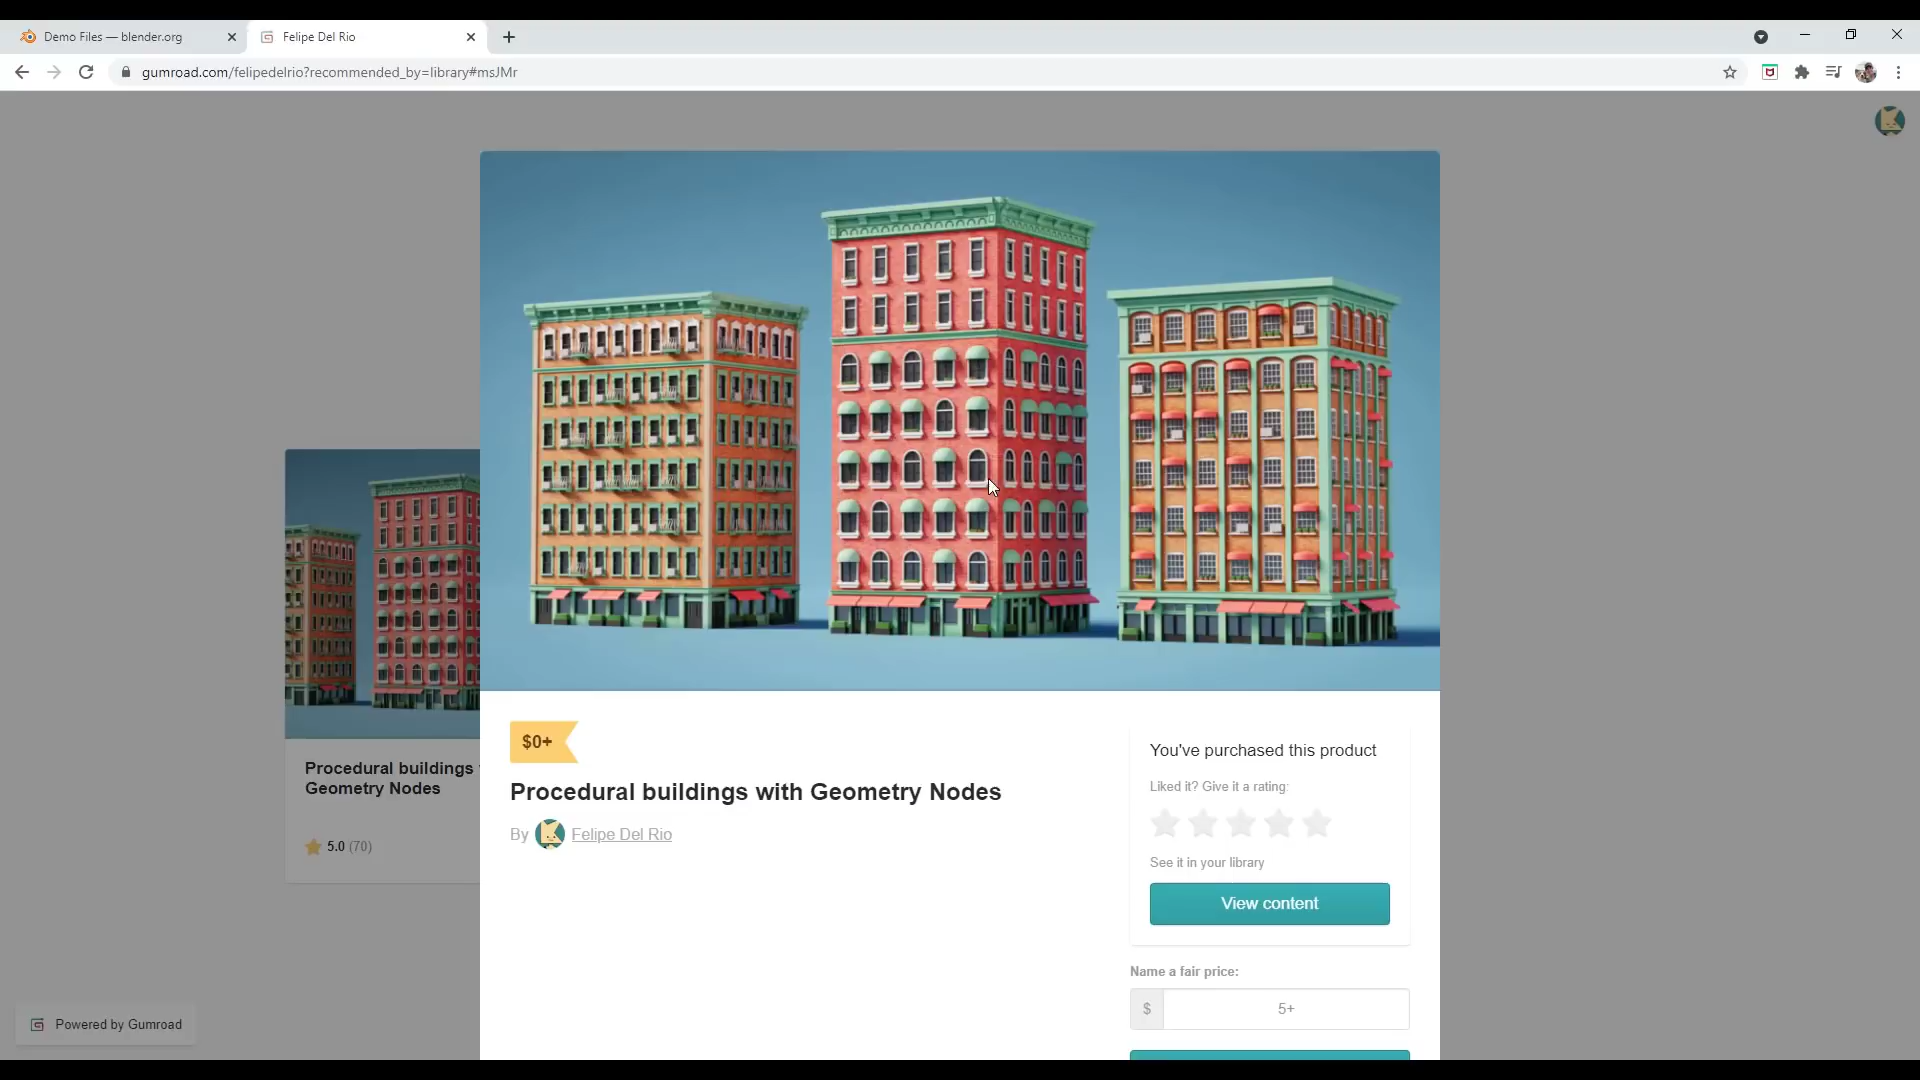 Demo Files — blender.org
Felipe Del Rio
gumroad.com/felipedelrio?recommended_by=library#msJMr
$0+
Procedural buildings with Geometry Nodes
By Felipe Del Rio
You've purchased this product
Liked it? Give it a rating:
See it in your library
View content
Name a fair price:
$ 5+
Procedural buildings
Geometry Nodes
5.0 (70)
Powered by Gumroad